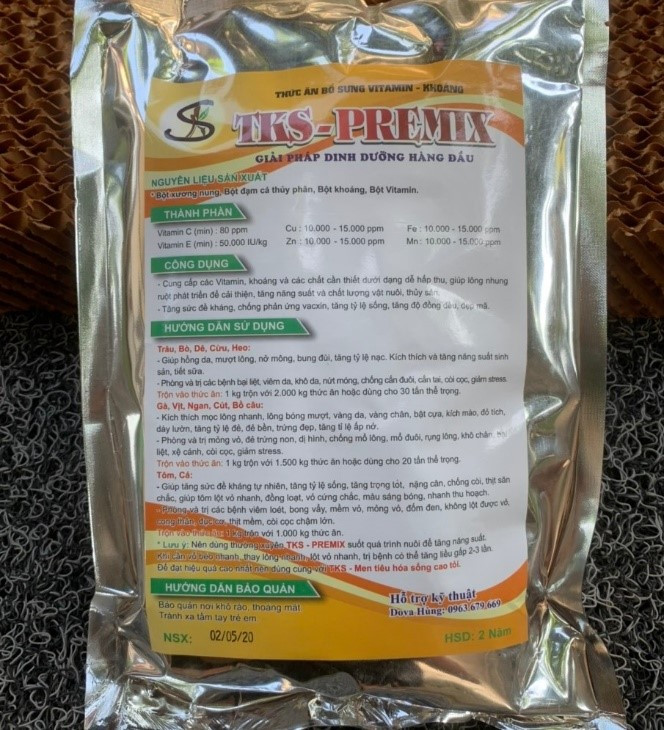 THỨC ĂN BỔ SUNG VITAMIN - KHOÁNG
TKS-PREMIX
GIẢI PHÁP DINH DƯỠNG HÀNG ĐẦU
NGUYÊN LIỆU SẢN XUẤT
* Bột xương nung, Bột đạm cá thủy phân, Bột khoáng, Bột Vitamin.
THÀNH PHẦN
Vitamin C (min) : 80 ppm Cu : 10.000 - 15.000 ppm Fe : 10.000 - 15.000 ppm
Vitamin E (min) : 50.000 IU/kg Zn : 10.000 - 15.000 ppm Mn : 10.000 - 15.000 ppm
CÔNG DỤNG
- Cung cấp các Vitamin, khoáng và các chất cần thiết dưới dạng dễ hấp thu, giúp lông nhung
ruột phát triển để cải thiện, tăng năng suất và chất lượng vật nuôi, thủy sản.
- Tăng sức đề kháng, chống phản ứng vacxin, tăng tỷ lệ sống, tăng độ đồng đều, đẹp mã.
HƯỚNG DẪN SỬ DỤNG
Trâu, Bò, Dê, Cừu, Heo:
- Giúp hồng da, mượt lông, nở mông, bung đùi, tăng tỷ lệ nạc. Kích thích và tăng năng suất sinh
sản, tiết sữa.
- Phòng và trị các bệnh bại liệt, viêm da, khô da, nứt móng, chống cắn đuôi, cắn tai, còi cọc, giảm stress.
Trộn vào thức ăn: 1 kg trộn với 2.000 kg thức ăn hoặc dùng cho 30 tấn thể trọng.
Gà, Vịt, Ngan, Cút, Bồ câu:
- Kích thích mọc lông nhanh, lông bóng mượt, vàng da, vàng chân, bật cựa, kích mào, đỏ tích,
dày lườn, tăng tỷ lệ đẻ, đẻ bền, trứng đẹp, tăng tỉ lệ ấp nở.
- Phòng và trị mỏng vỏ, đẻ trứng non, dị hình, chống mổ lông, mổ đuôi, rụng lông, khô chân, bại
liệt, xệ cánh, còi cọc, giảm stress.
Trộn vào thức ăn: 1 kg trộn với 1.500 kg thức ăn hoặc dùng cho 20 tấn thể trọng.
Tôm, Cá:
- Giúp tăng sức đề kháng tự nhiên, tăng tỷ lệ sống, tăng trọng tốt, nặng cân, chống còi, thịt săn
chắc, giúp tôm lột vỏ nhanh, đồng loạt, vỏ cứng chắc, màu sáng bóng, nhanh thu hoạch.
- Phòng và trị các bệnh viêm loét, bong vẩy, mềm vỏ, mỏng vỏ, đốm đen, không lột được vỏ,
cong thân, đục cơ, thịt mềm, còi cọc chậm lớn.
Trộn vào thức ăn: 1 kg trộn với 1.000 kg thức ăn.
* Lưu ý: Nên dùng thường xuyên TKS - PREMIX suốt quá trình nuôi để tăng năng suất.
Khi cần vỗ béo nhanh, thay lông nhanh, lột vỏ nhanh, trị bệnh có thể tăng liều gấp 2-3 lần.
Để đạt hiệu quả cao nhất nên dùng cùng với TKS - Men tiêu hóa sống cao tỏi.
HƯỚNG DẪN BẢO QUẢN
Bảo quản nơi khô ráo, thoáng mát
Tránh xa tầm tay trẻ em
Hỗ trợ kỹ thuật
Dova Hùng: 0963.679.669
NSX: 02/05/20
HSD: 2 Năm